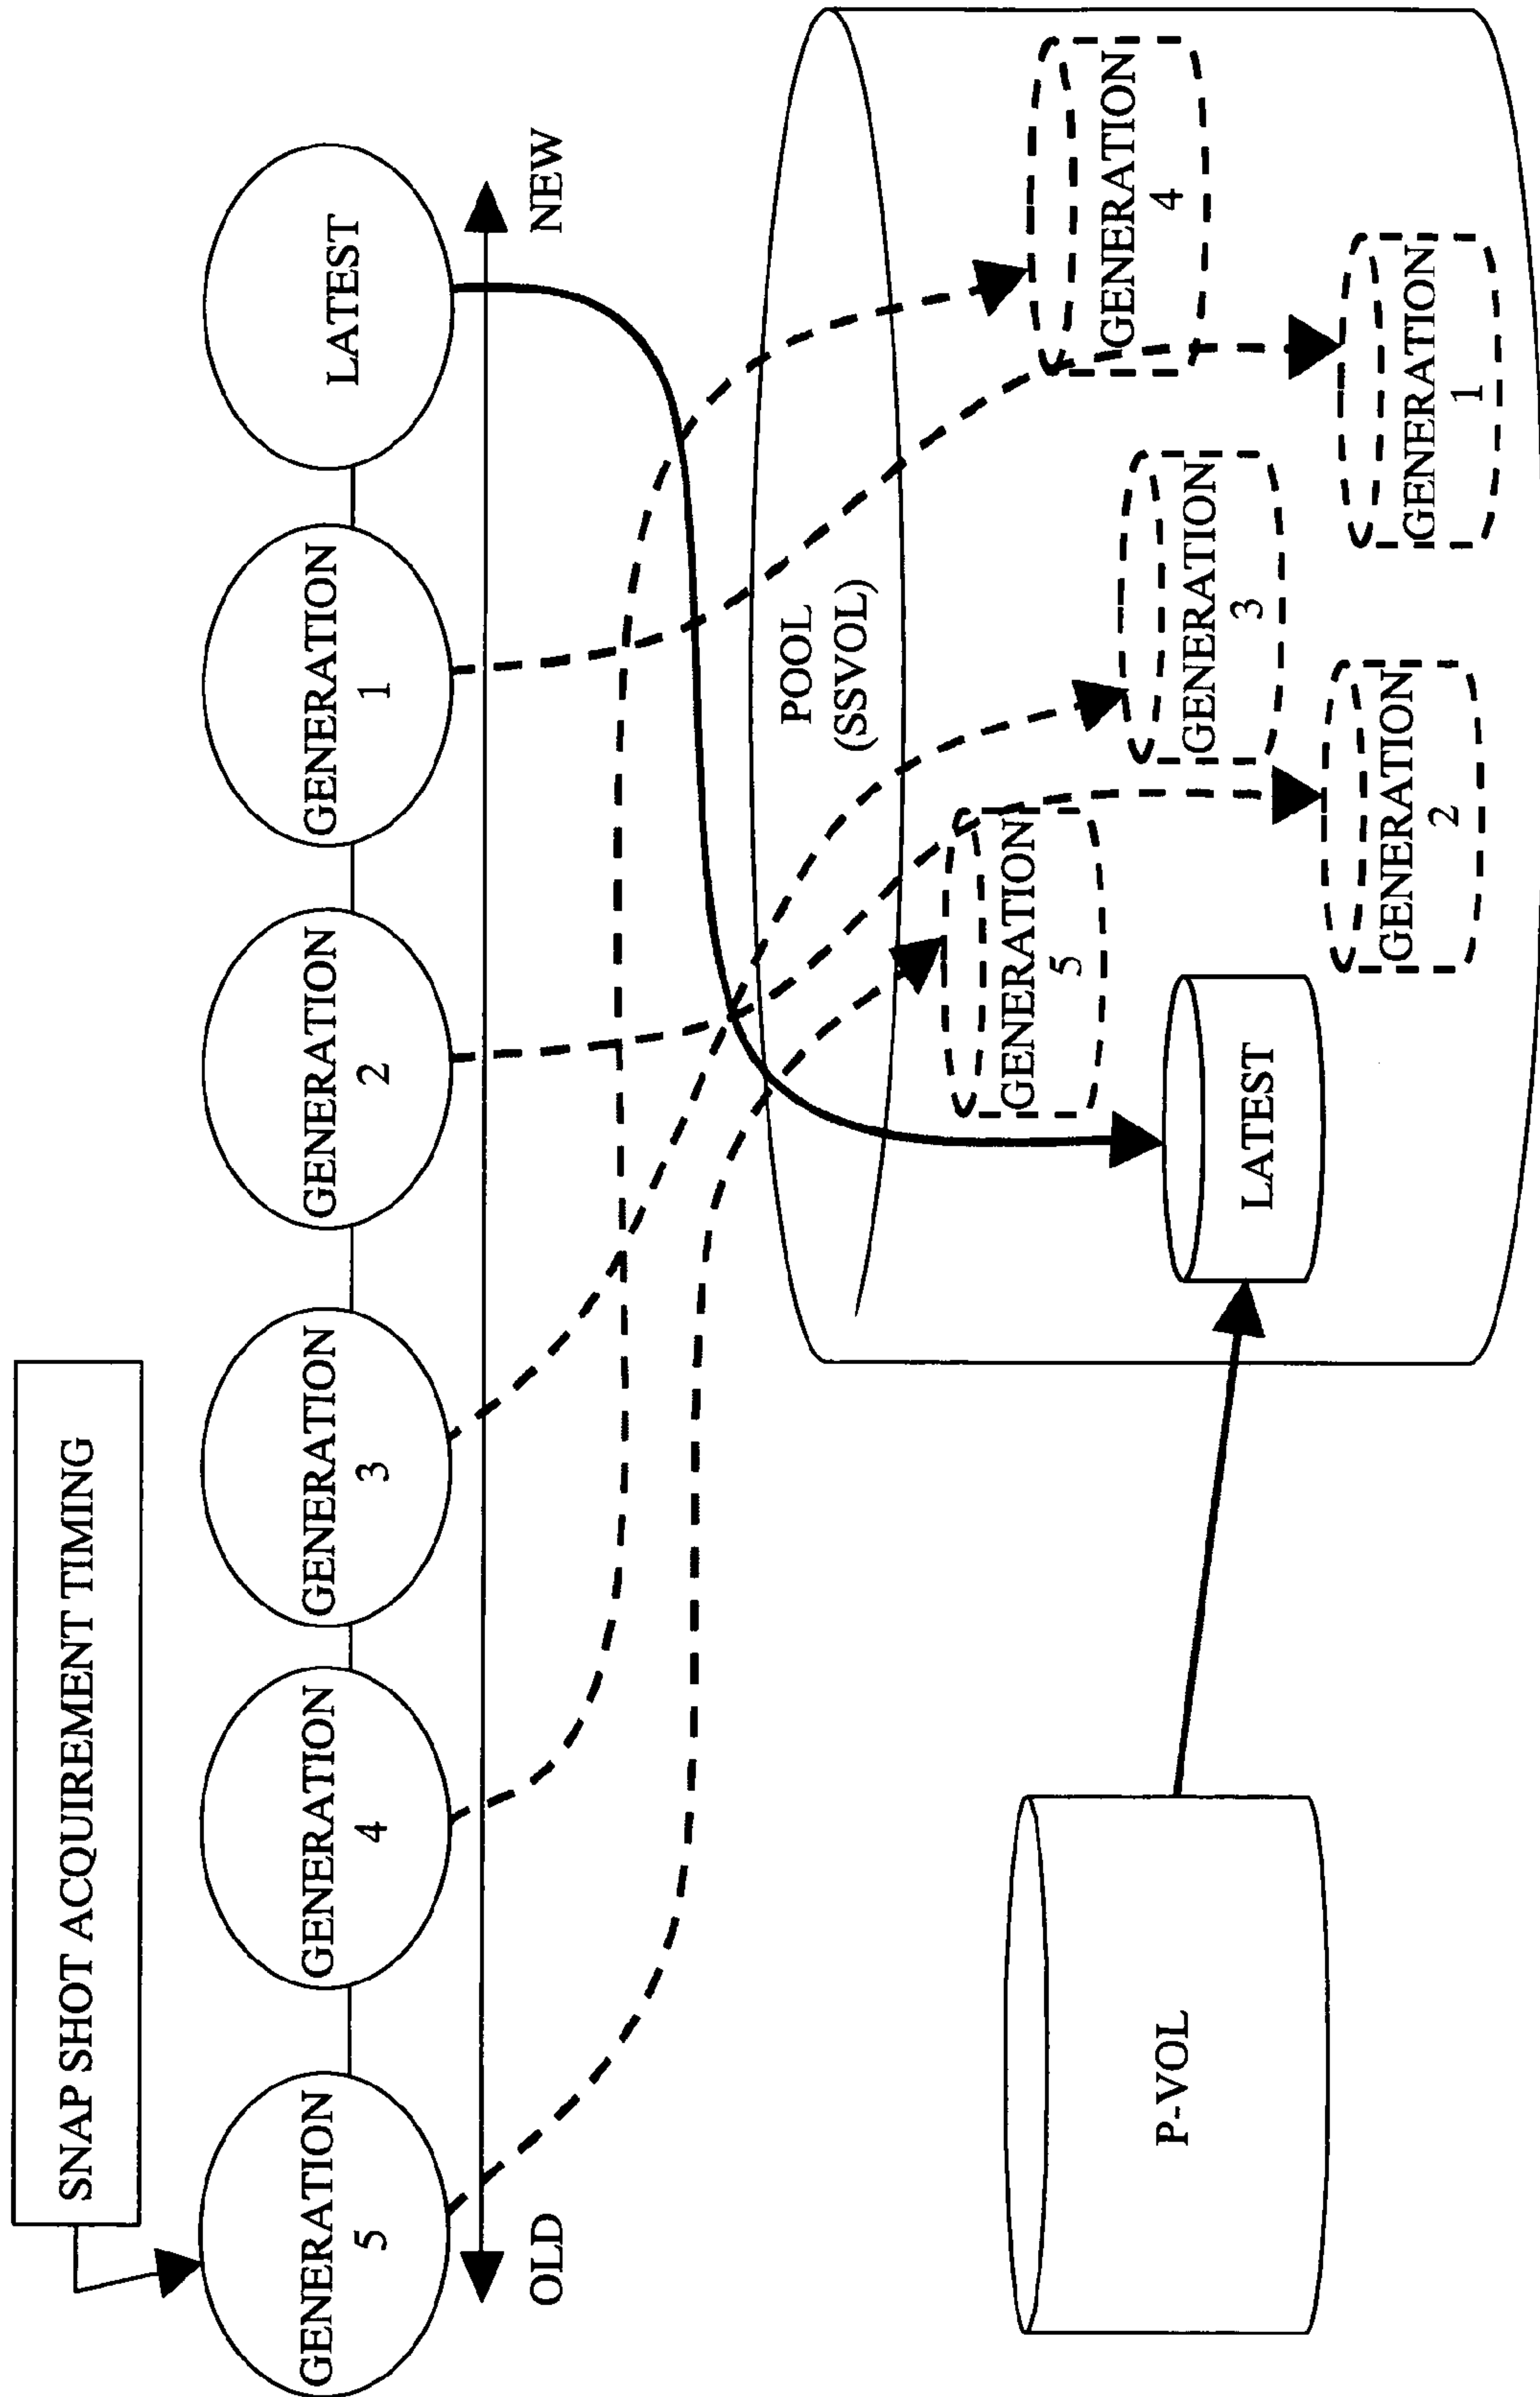 SNAP SHOT ACQUIREMENT TIMING
GENERATION
5
GENERATION
4
GENERATION
3
GENERATION
2
GENERATION
1
LATEST
OLD
NEW
POOL
(SSVOL)
P-VOL
LATEST
GENERATION
5
GENERATION
2
GENERATION
3
GENERATION
1
GENERATION
4